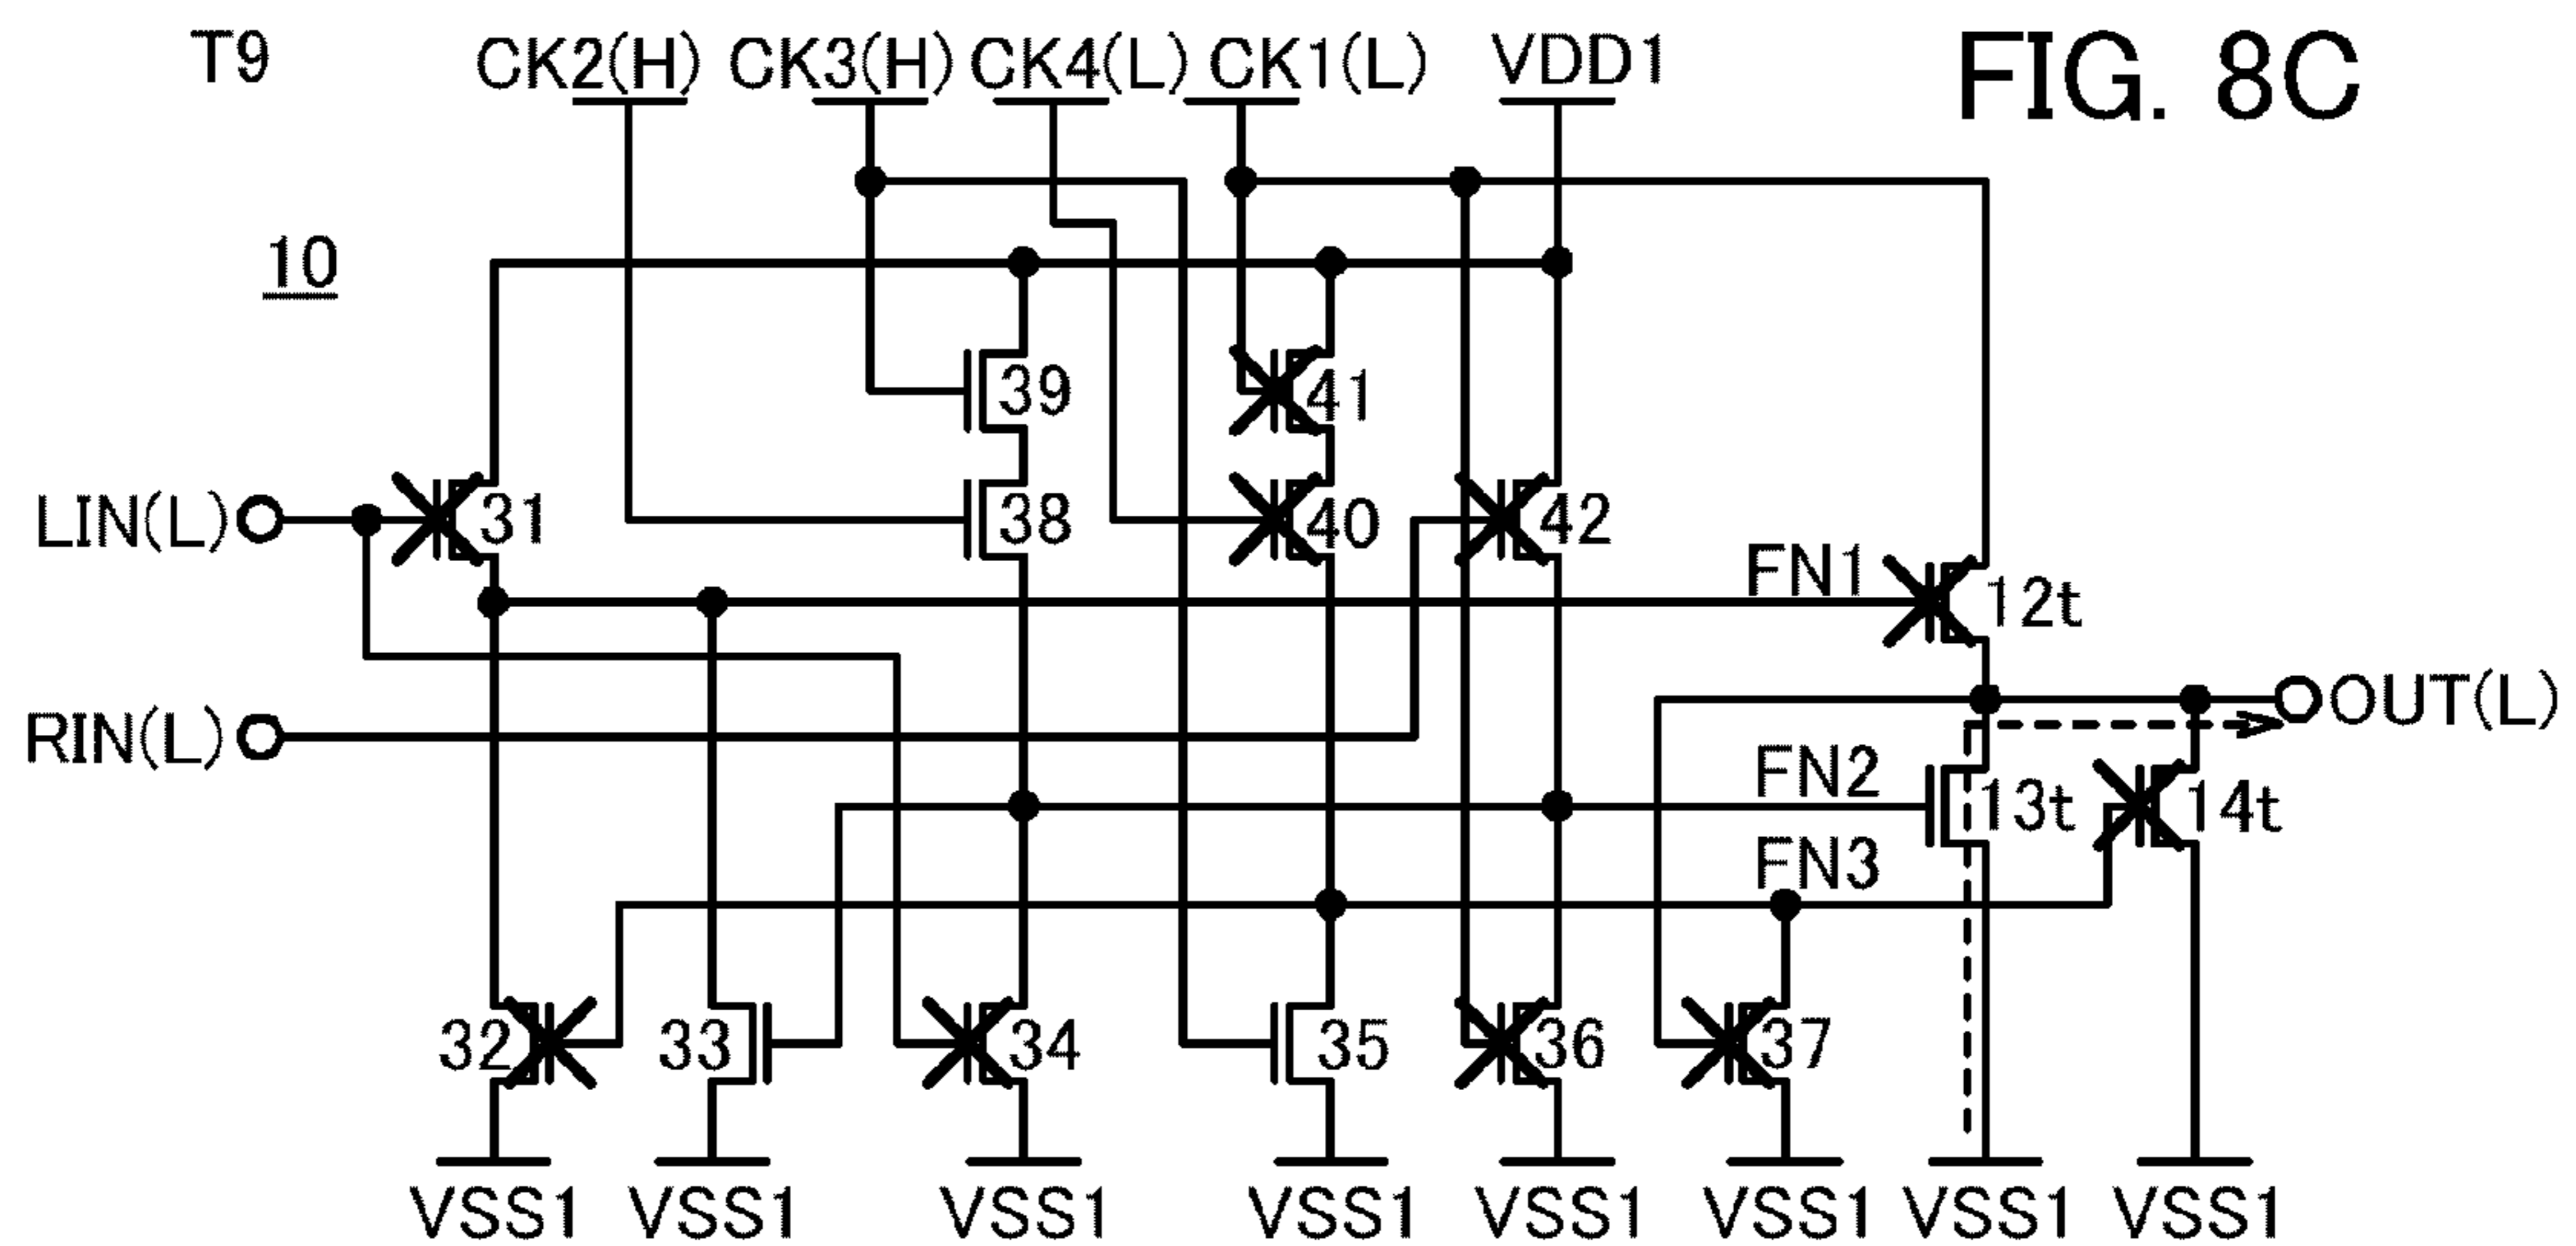 T9
CK2(H) CK3(H) CK4(L) CK1(L) VDD1
FIG. 8C
10
39 41
LIN(L) 31 38 40 42
FN1 12t
RIN(L) OUT(L)
FN2 13t 14t
FN3
32 33 34 35 36 37
VSS1 VSS1 VSS1 VSS1 VSS1 VSS1 VSS1 VSS1